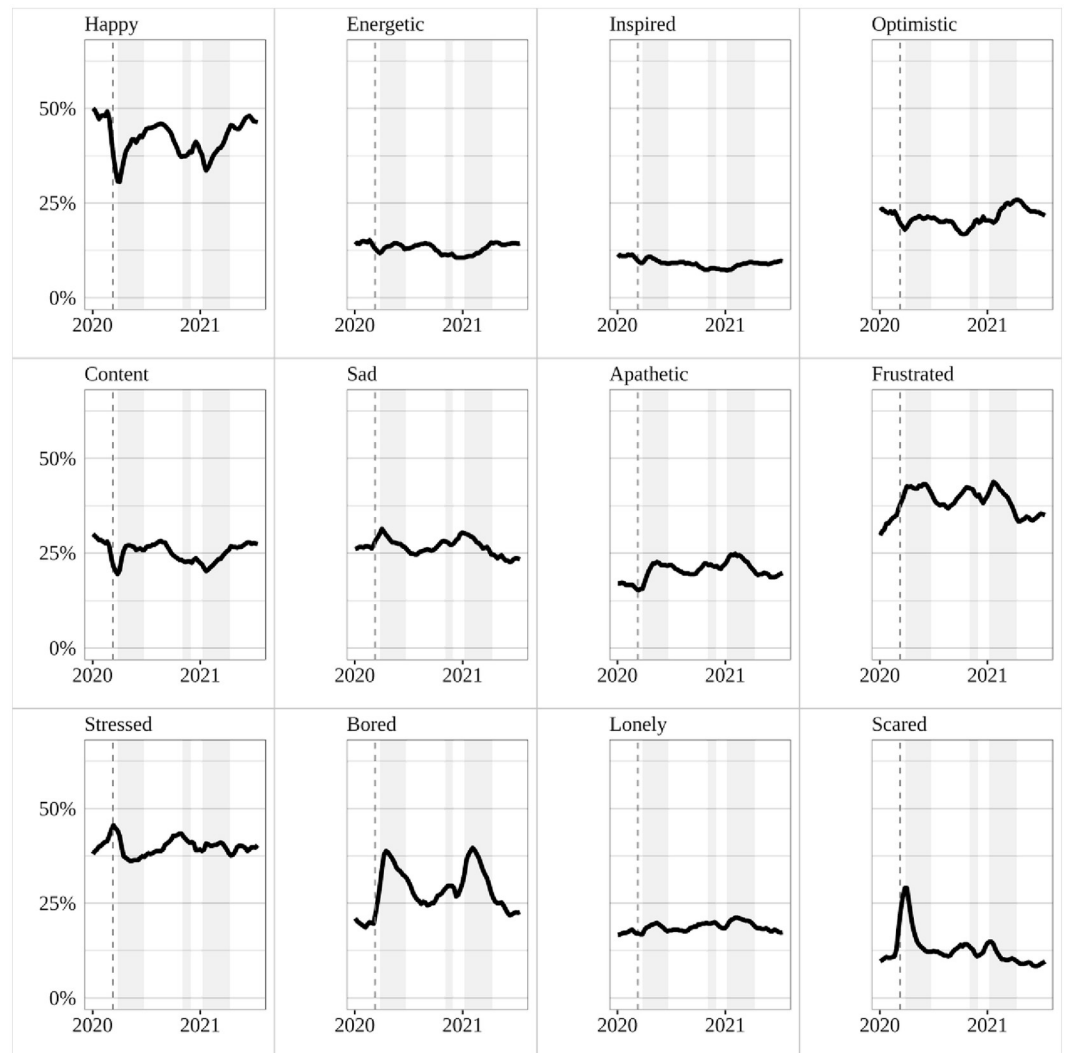 Happy Energetic Inspired Optimistic
50%
25%
0%
2020 2021 2020 2021 2020 2021 2020 2021
Content Sad Apathetic Frustrated
50%
25%
0%
2020 2021 2020 2021 2020 2021 2020 2021
Stressed Bored Lonely Scared
50%
25%
0%
2020 2021 2020 2021 2020 2021 2020 2021